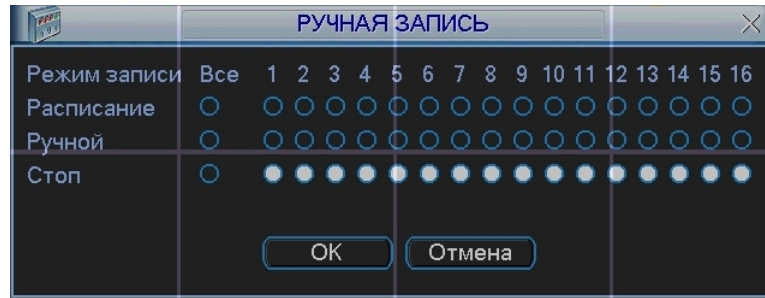 РУЧНАЯ ЗАПИСЬ
Режим записи Все 1 2 3 4 5 6 7 8 9 10 11 12 13 14 15 16
Расписание
Ручной
Стоп
OK Отмена